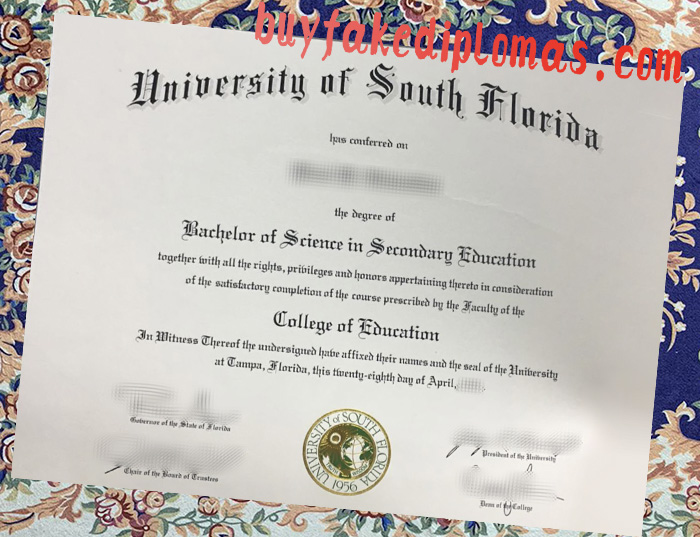 buyfakediplomas.com
University of South Florida
has conferred on
the degree of
Bachelor of Science in Secondary Education
together with all the rights, privileges and honors appertaining thereto in consideration
of the satisfactory completion of the course prescribed by the Faculty of the
College of Education
In Witness Thereof the undersigned have affixed their names and the seal of the University
at Tampa, Florida, this twenty-eighth day of April,
Governor of the State of Florida
President of the University
Chair of the Board of Trustees
Dean of the College
UNIVERSITY of SOUTH FLORIDA
1956